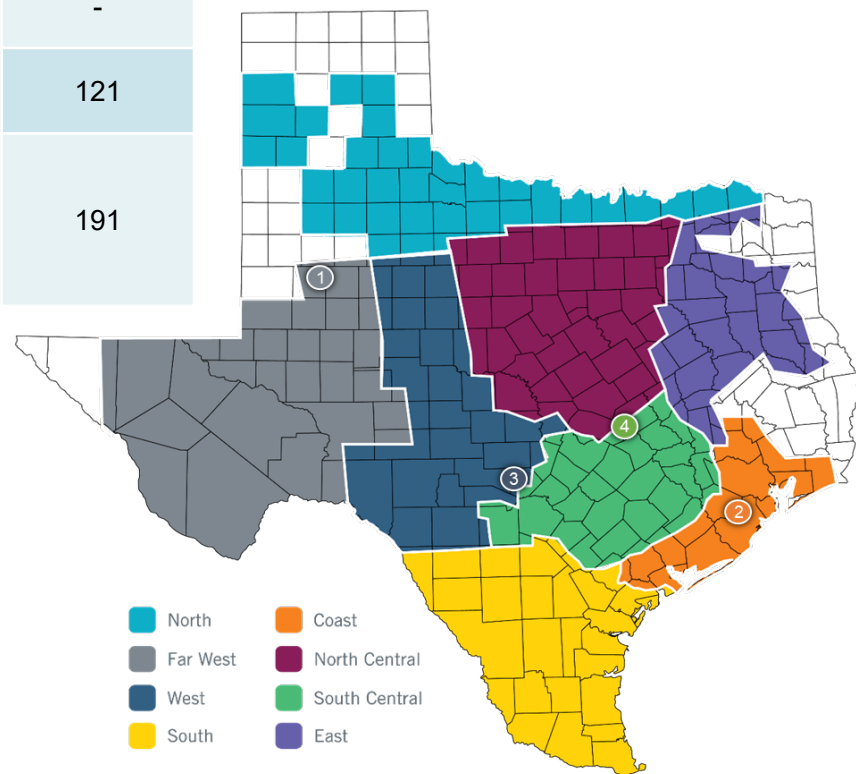 -
121
191
1
4
3
2
North
Far West
West
South
Coast
North Central
South Central
East